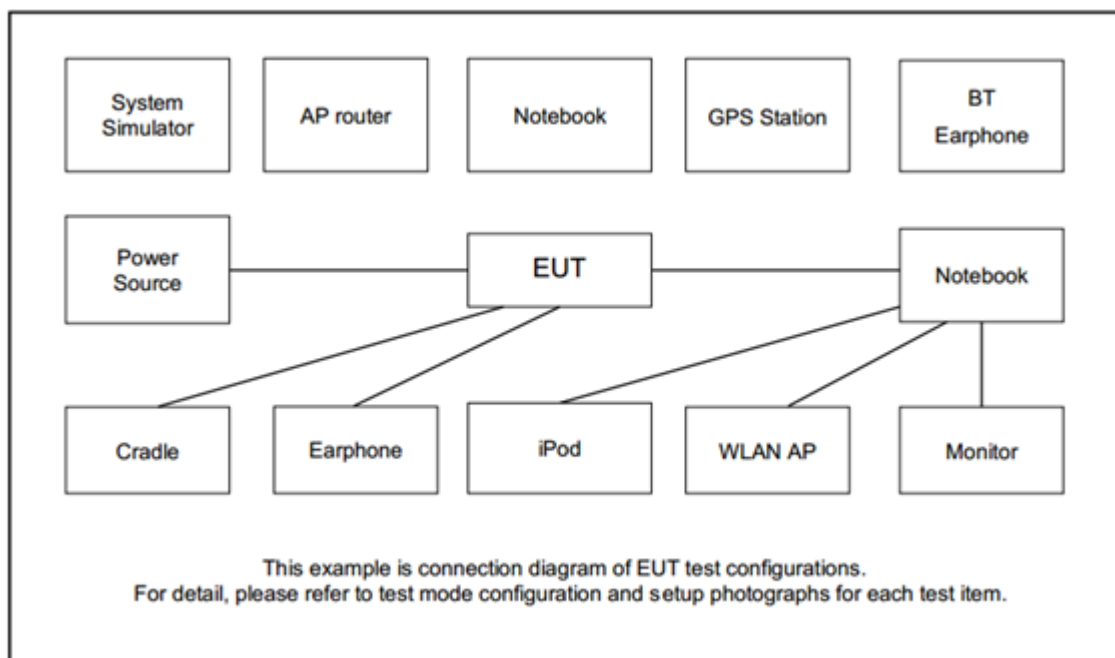 System
Simulator
AP router
Notebook
GPS Station
BT
Earphone
Power
Source
EUT
Notebook
Cradle
Earphone
iPod
WLAN AP
Monitor
This example is connection diagram of EUT test configurations.
For detail, please refer to test mode configuration and setup photographs for each test item.